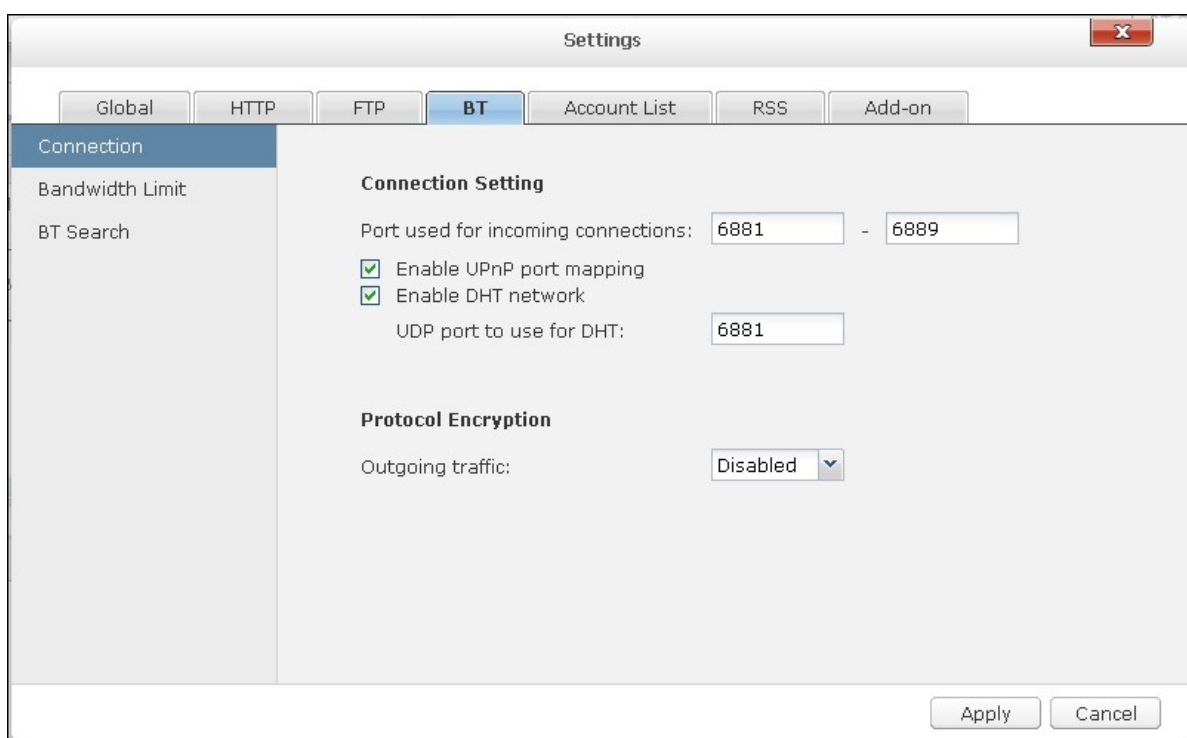 Settings
x
Global HTTP FTP BT Account List RSS Add-on
Connection
Bandwidth Limit
BT Search
Connection Setting
Port used for incoming connections: 6881 - 6889
Enable UPnP port mapping
Enable DHT network
UDP port to use for DHT: 6881
Protocol Encryption
Outgoing traffic: Disabled
Apply Cancel